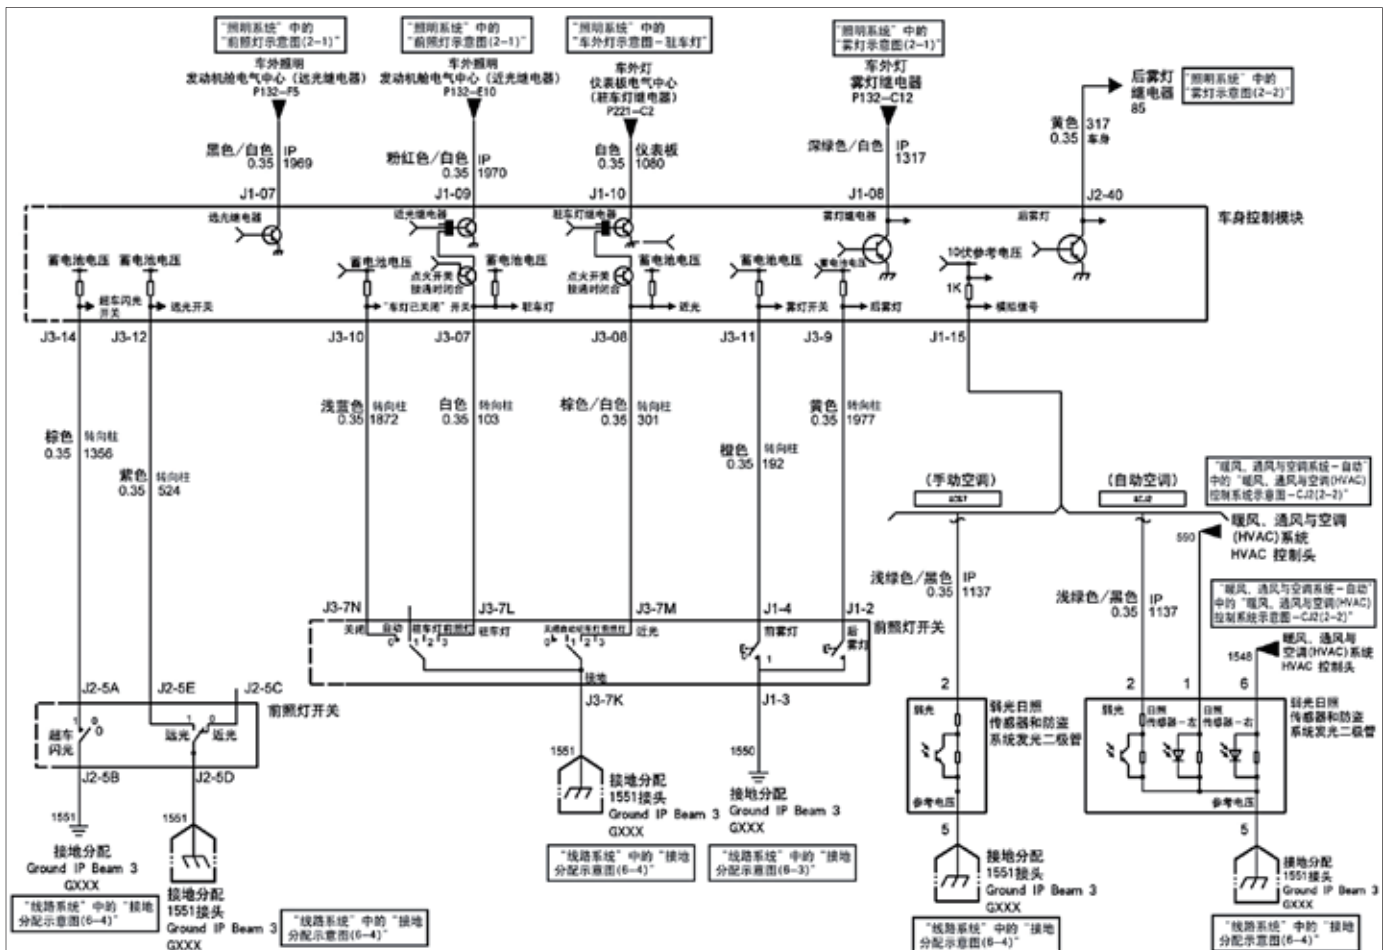 "照明系统" 中的
"前照灯示意图(2-1)"
车外照明
发动机舱电气中心（远光继电器）
P132-F5
"照明系统" 中的
"前照灯示意图(2-1)"
车外照明
发动机舱电气中心（近光继电器）
P132-E10
"照明系统" 中的
"车外灯示意图-驻车灯"
车外灯
仪表板电气中心
（驻车灯继电器）
P221-C2
"照明系统" 中的
"雾灯示意图(2-1)"
车外灯
雾灯继电器
P132-C12
后雾灯
继电器
85
"照明系统" 中的
"雾灯示意图(2-2)"
黑色/白色 IP
0.35 1969
粉红色/白色 IP
0.35 1970
白色 仪表板
0.35 1080
深绿色/白色 IP
1317
黄色 317
0.35 车身
J1-07
J1-09
J1-10
J1-08
J2-40
车身控制模块
远光继电器
近光继电器
驻车灯继电器
雾灯继电器
后雾灯
蓄电池电压
蓄电池电压
蓄电池电压
点火开关
接通时闭合
蓄电池电压
点火开关
接通时闭合
蓄电池电压
蓄电池电压
蓄电池电压
10伏参考电压
1K
超车闪光
开关
远光开关
"车灯已关闭" 开关
驻车灯
近光
雾灯开关
后雾灯
模拟信号
J3-14
J3-12
J3-10
J3-07
J3-08
J3-11
J3-9
J1-15
棕色 转向柱
0.35 1356
紫色 转向柱
0.35 524
浅蓝色 转向柱
0.35 1872
白色 转向柱
0.35 103
棕色/白色 转向柱
0.35 301
橙色 转向柱
0.35 192
黄色 转向柱
0.35 1977
（手动空调）
（自动空调）
"暖风、通风与空调系统-自动"
中的 "暖风、通风与空调(HVAC)
控制系统示意图-CJ2(2-2)"
590
暖风、通风与空调
(HVAC)系统
HVAC 控制头
浅绿色/黑色 IP
0.35 1137
浅绿色/黑色 IP
0.35 1137
"暖风、通风与空调系统-自动"
中的 "暖风、通风与空调(HVAC)
控制系统示意图-CJ2(2-2)"
1548
暖风、通风与
空调(HVAC)系统
HVAC 控制头
J3-7N
J3-7L
J3-7M
J1-4
J1-2
前照灯开关
关闭
自动
驻车灯
前照灯
驻车灯
0 1 2 3
近光
0 1 2 3
前雾灯
1
后
雾灯
接地
J3-7K
J1-3
J2-5A
J2-5E
J2-5C
前照灯开关
1 0
超车
闪光
1 0
远光
近光
J2-5B
J2-5D
1551
接地分配
Ground IP Beam 3
GXXX
"线路系统" 中的 "接地
分配示意图(6-4)"
1551
接地分配
1551接头
Ground IP Beam 3
GXXX
"线路系统" 中的 "接地
分配示意图(6-4)"
1551
接地分配
1551接头
Ground IP Beam 3
GXXX
"线路系统" 中的 "接地
分配示意图(6-4)"
1550
接地分配
Ground IP Beam 3
GXXX
"线路系统" 中的 "接地
分配示意图(6-3)"
2
弱光
参考电压
弱光日照
传感器和防盗
系统发光二极管
5
接地分配
1551接头
Ground IP Beam 3
GXXX
"线路系统" 中的 "接地
分配示意图(6-4)"
2
1
6
弱光
日照
传感器-左
日照
传感器-右
参考电压
弱光日照
传感器和防盗
系统发光二极管
5
接地分配
1551接头
Ground IP Beam 3
GXXX
"线路系统" 中的 "接地
分配示意图(6-4)"